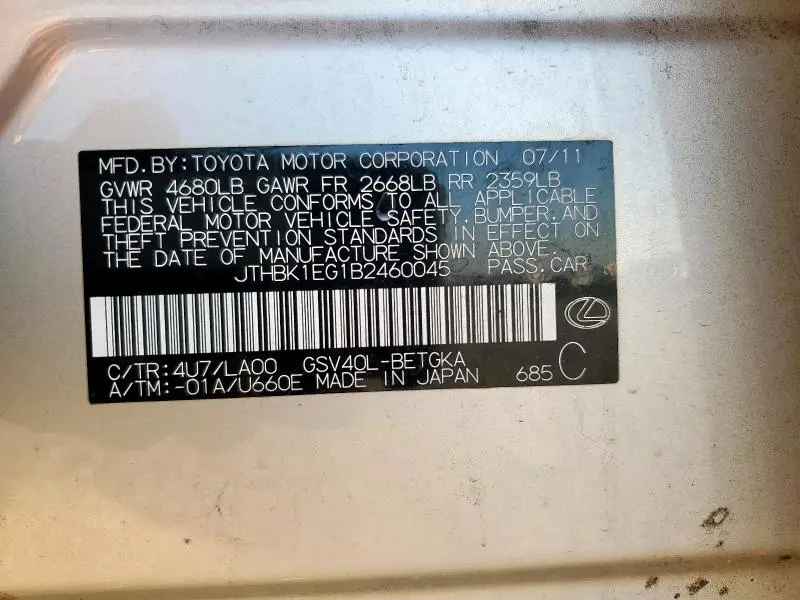 MFD.BY:TOYOTA MOTOR CORPORATION 07/11
GVWR 4680LB GAWR FR 2668LB RR 2359LB
THIS VEHICLE CONFORMS TO ALL APPLICABLE
FEDERAL MOTOR VEHICLE SAFETY,BUMPER,AND
THEFT PREVENTION STANDARDS IN EFFECT ON
THE DATE OF MANUFACTURE SHOWN ABOVE.
JTHBK1EG1B2460045 PASS.CAR
C/TR:4U7/LA00 GSV40L-BETGKA
A/TM:-01A/U660E MADE IN JAPAN 685 C